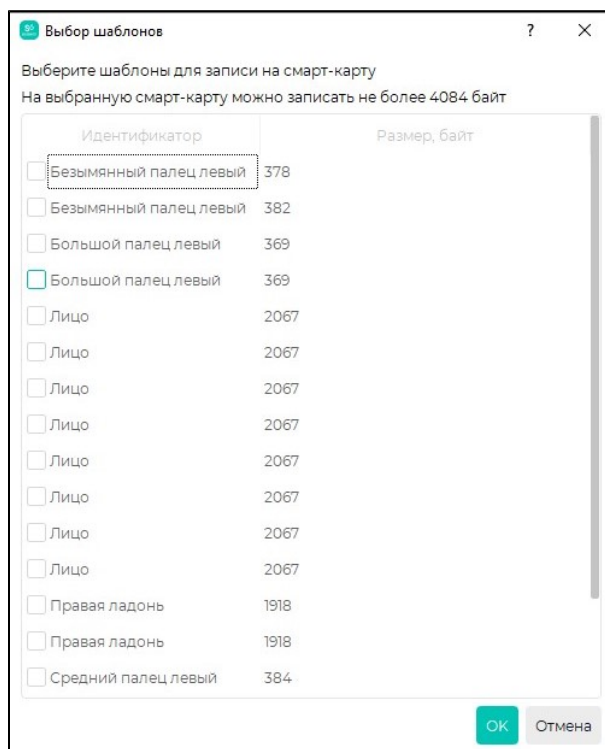 Выбор шаблонов
Выберите шаблоны для записи на смарт-карту
На выбранную смарт-карту можно записать не более 4084 байт
Идентификатор Размер, байт
Безымянный палец левый 378
Безымянный палец левый 382
Большой палец левый 369
Большой палец левый 369
Лицо 2067
Лицо 2067
Лицо 2067
Лицо 2067
Лицо 2067
Лицо 2067
Лицо 2067
Лицо 2067
Правая ладонь 1918
Правая ладонь 1918
Средний палец левый 384
OK Отмена